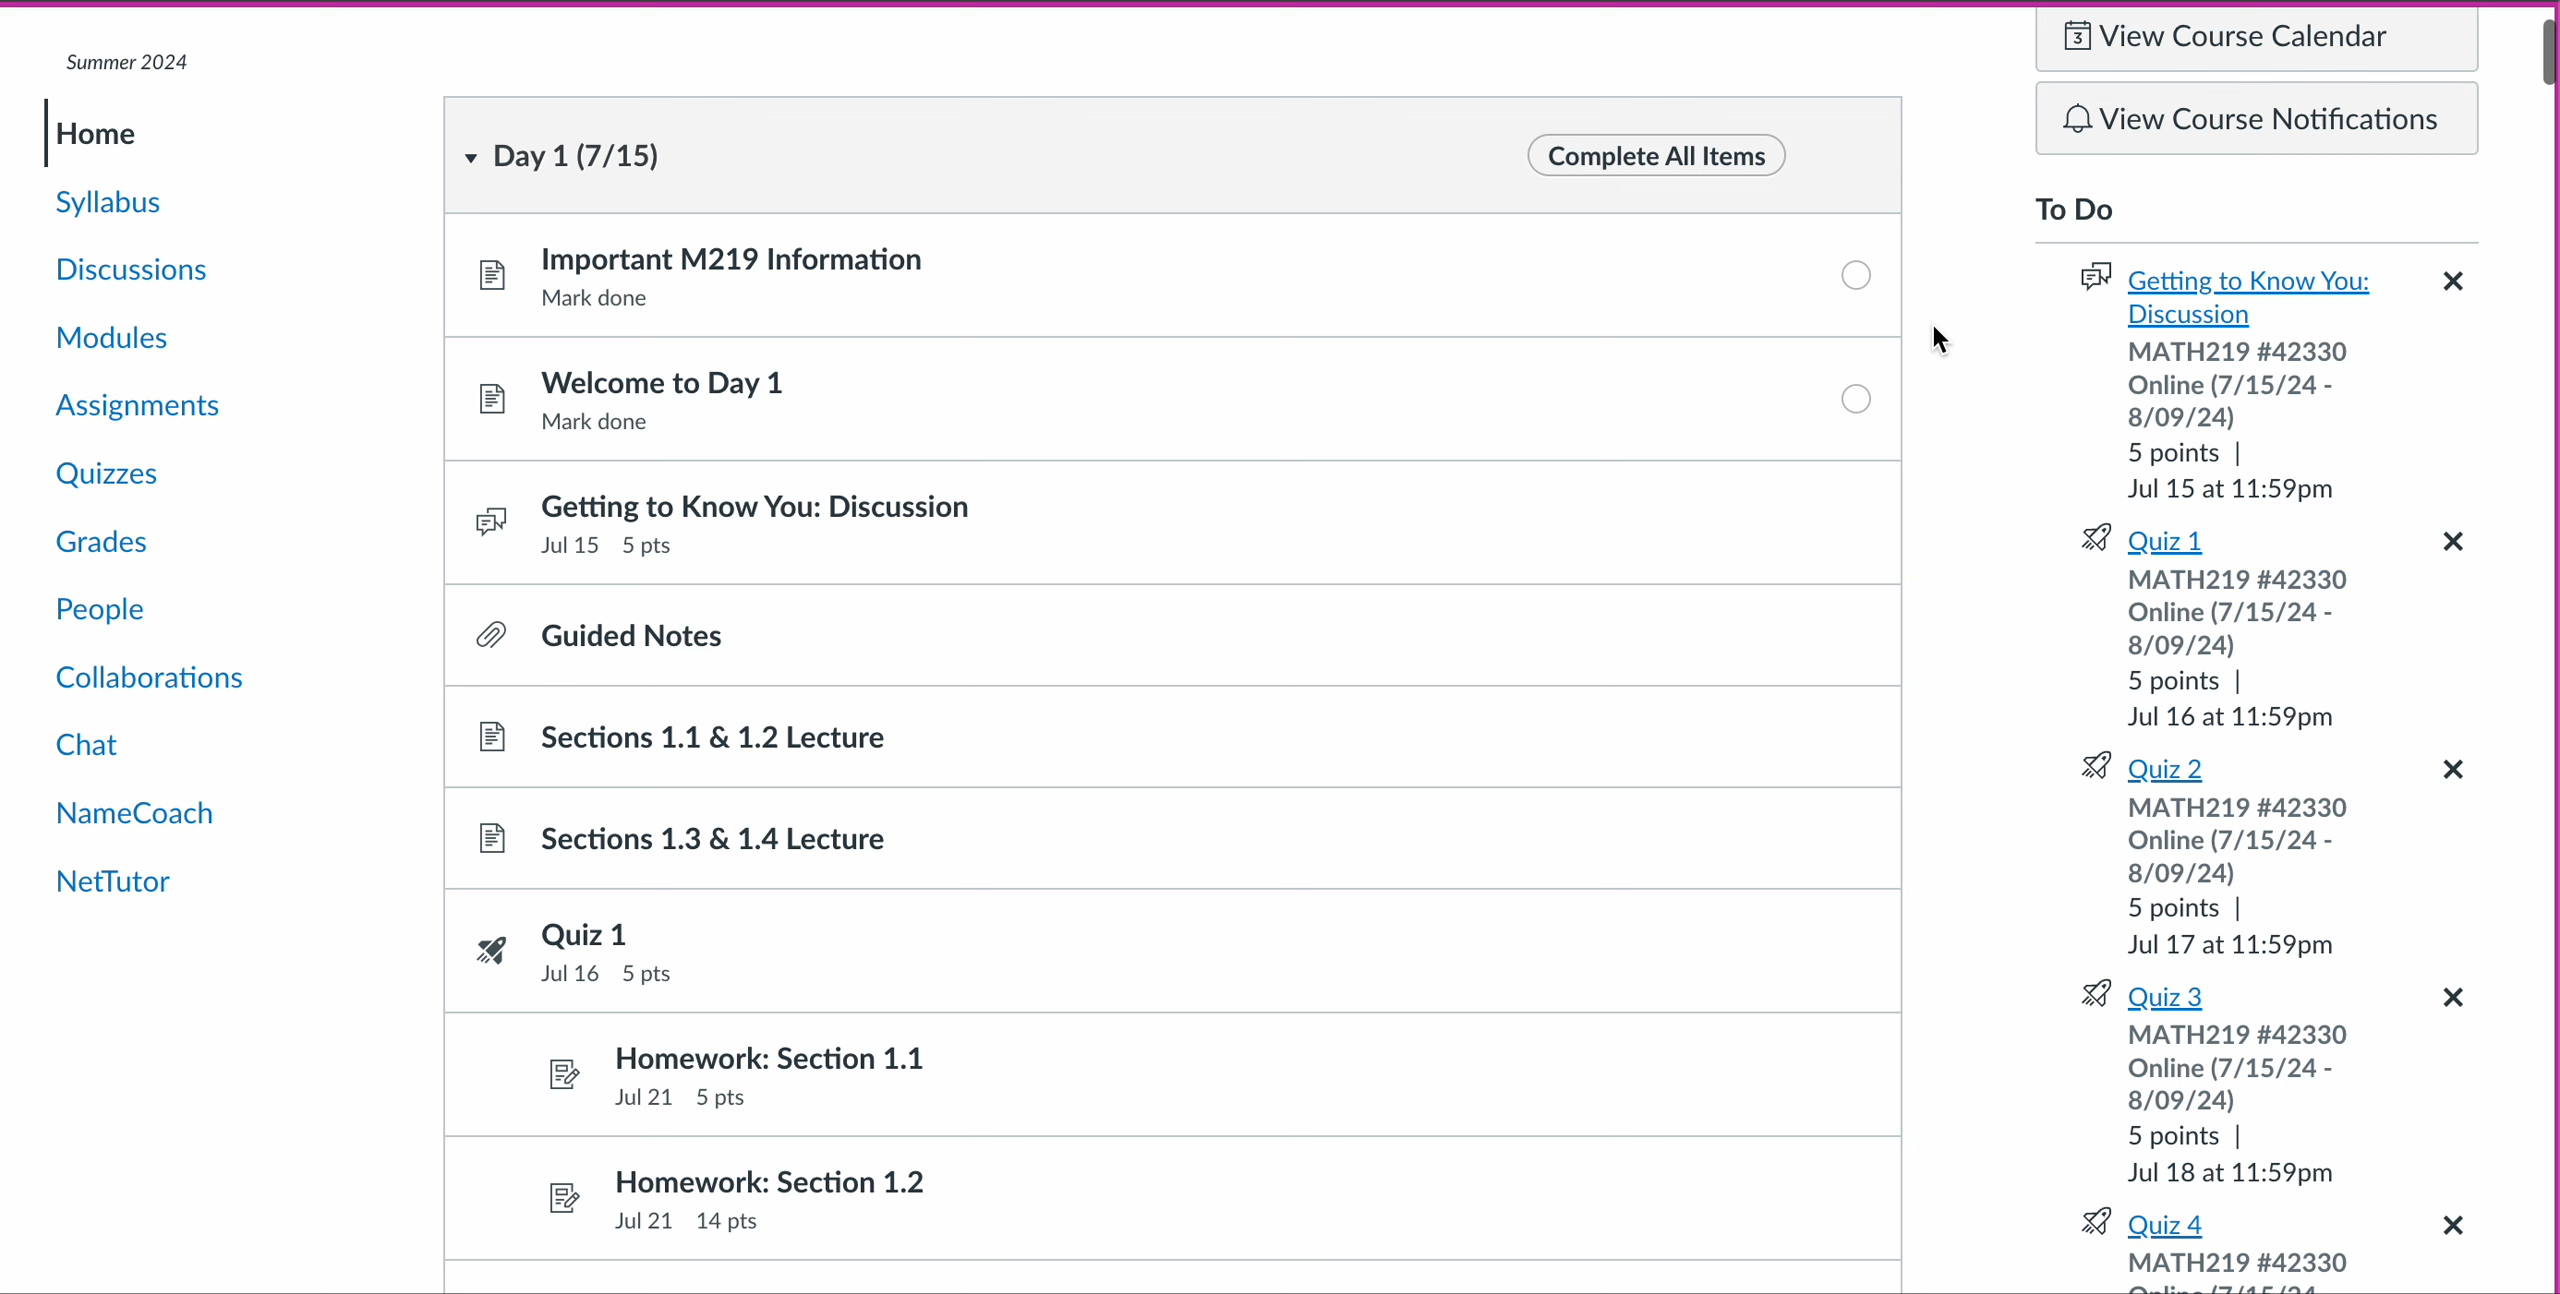 Summer 2024
Home
Syllabus
Discussions
Modules
Assignments
Quizzes
Grades
People
Collaborations
Chat
NameCoach
NetTutor
Day 1 (7/15)
Complete All Items
Important M219 Information
Mark done
Welcome to Day 1
Mark done
Getting to Know You: Discussion
Jul 15 5 pts
Guided Notes
Sections 1.1 & 1.2 Lecture
Sections 1.3 & 1.4 Lecture
Quiz 1
Jul 16 5 pts
Homework: Section 1.1
Jul 21 5 pts
Homework: Section 1.2
Jul 21 14 pts
3 View Course Calendar
View Course Notifications
To Do
Getting to Know You:
Discussion
MATH219 #42330
Online (7/15/24 -
8/09/24)
5 points |
Jul 15 at 11:59pm
Quiz 1
MATH219 #42330
Online (7/15/24 -
8/09/24)
5 points |
Jul 16 at 11:59pm
Quiz 2
MATH219 #42330
Online (7/15/24 -
8/09/24)
5 points |
Jul 17 at 11:59pm
Quiz 3
MATH219 #42330
Online (7/15/24 -
8/09/24)
5 points |
Jul 18 at 11:59pm
Quiz 4
MATH219 #42330